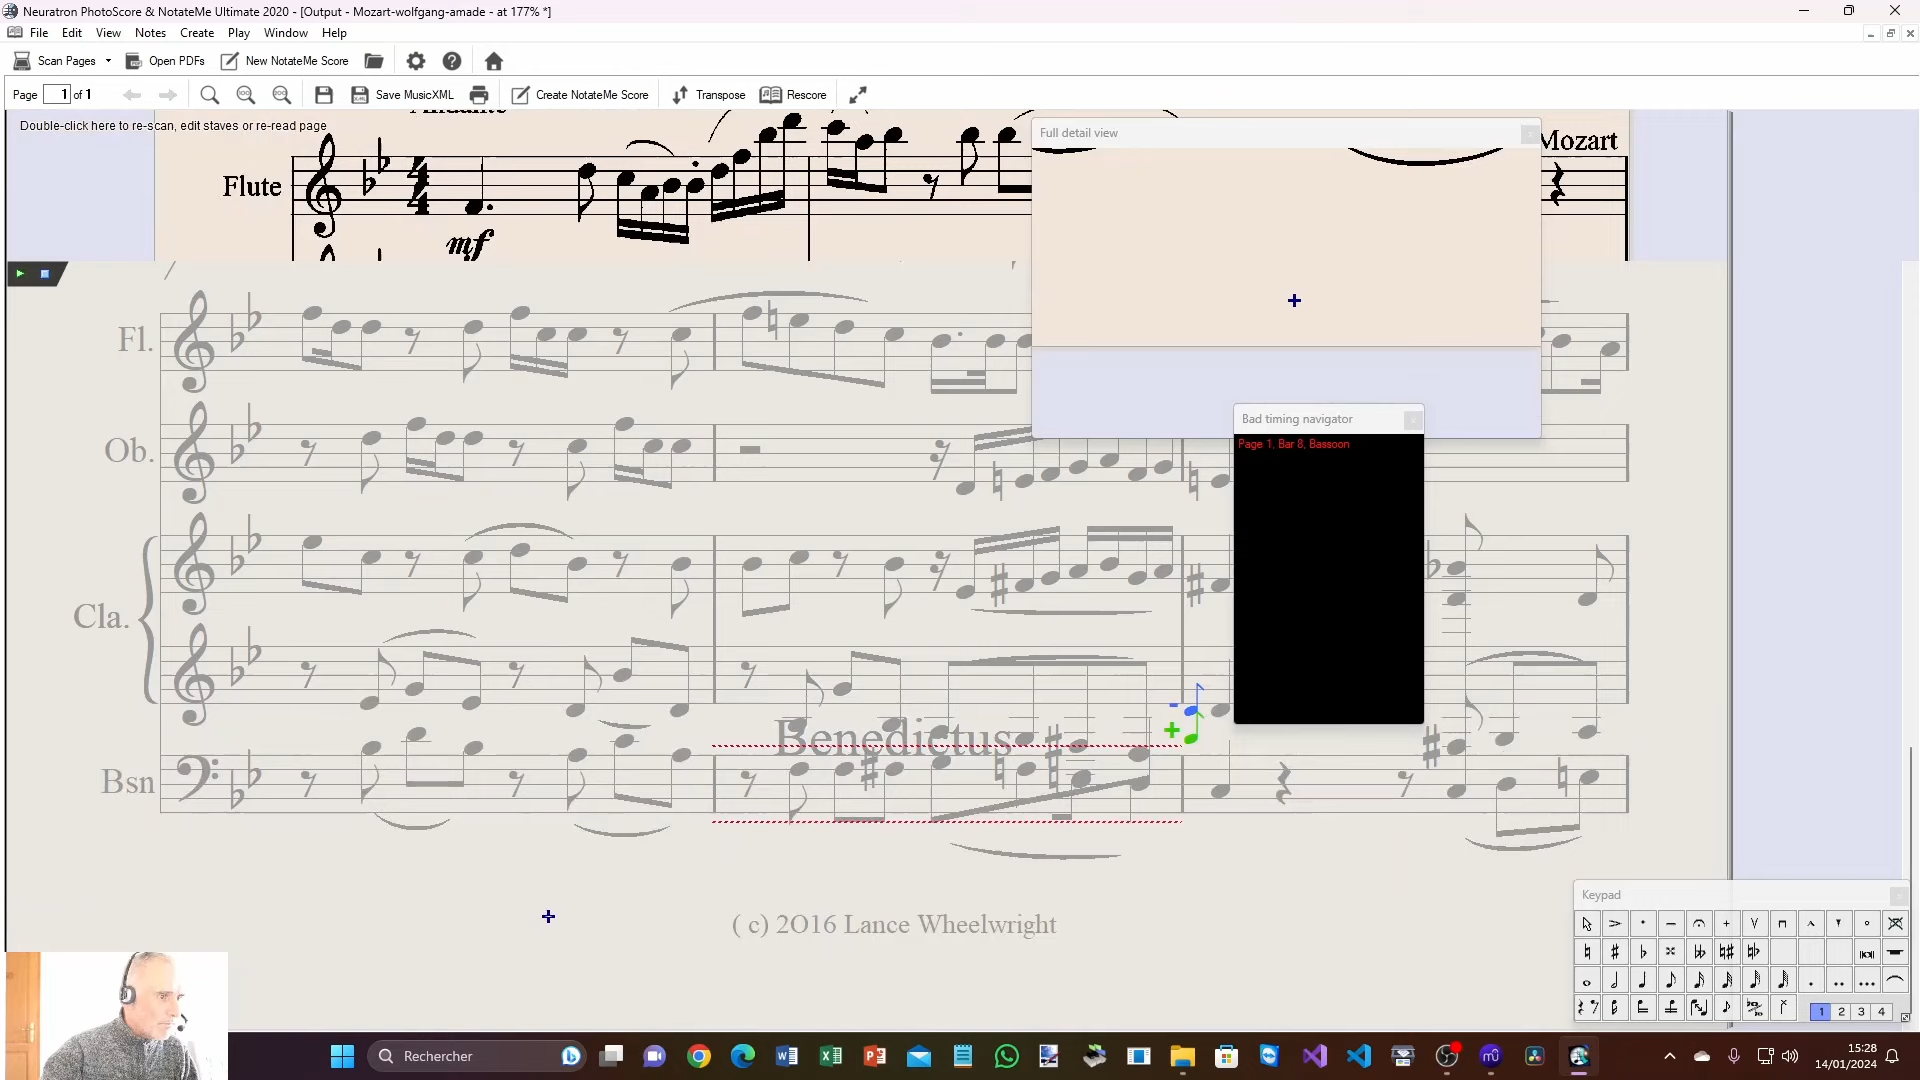 Neuratron PhotoScore & NotateMe Ultimate 2020 - [Output - Mozart-wolfgang-amade - at 177% *]
File Edit View Notes Create Play Window Help
Scan Pages Open PDFs New NotateMe Score
Page 1 of 1 Save MusicXML Create NotateMe Score Transpose Rescore
Andante
Double-click here to re-scan, edit staves or re-read page
Full detail view
Mozart
Flute
mf
Fl.
Bad timing navigator
Page 1, Bar 8, Bassoon
Ob.
Cla.
Benedictus
Bsn
Keypad
( c) 2O16 Lance Wheelwright
1 2 3 4
Rechercher
15:28
14/01/2024